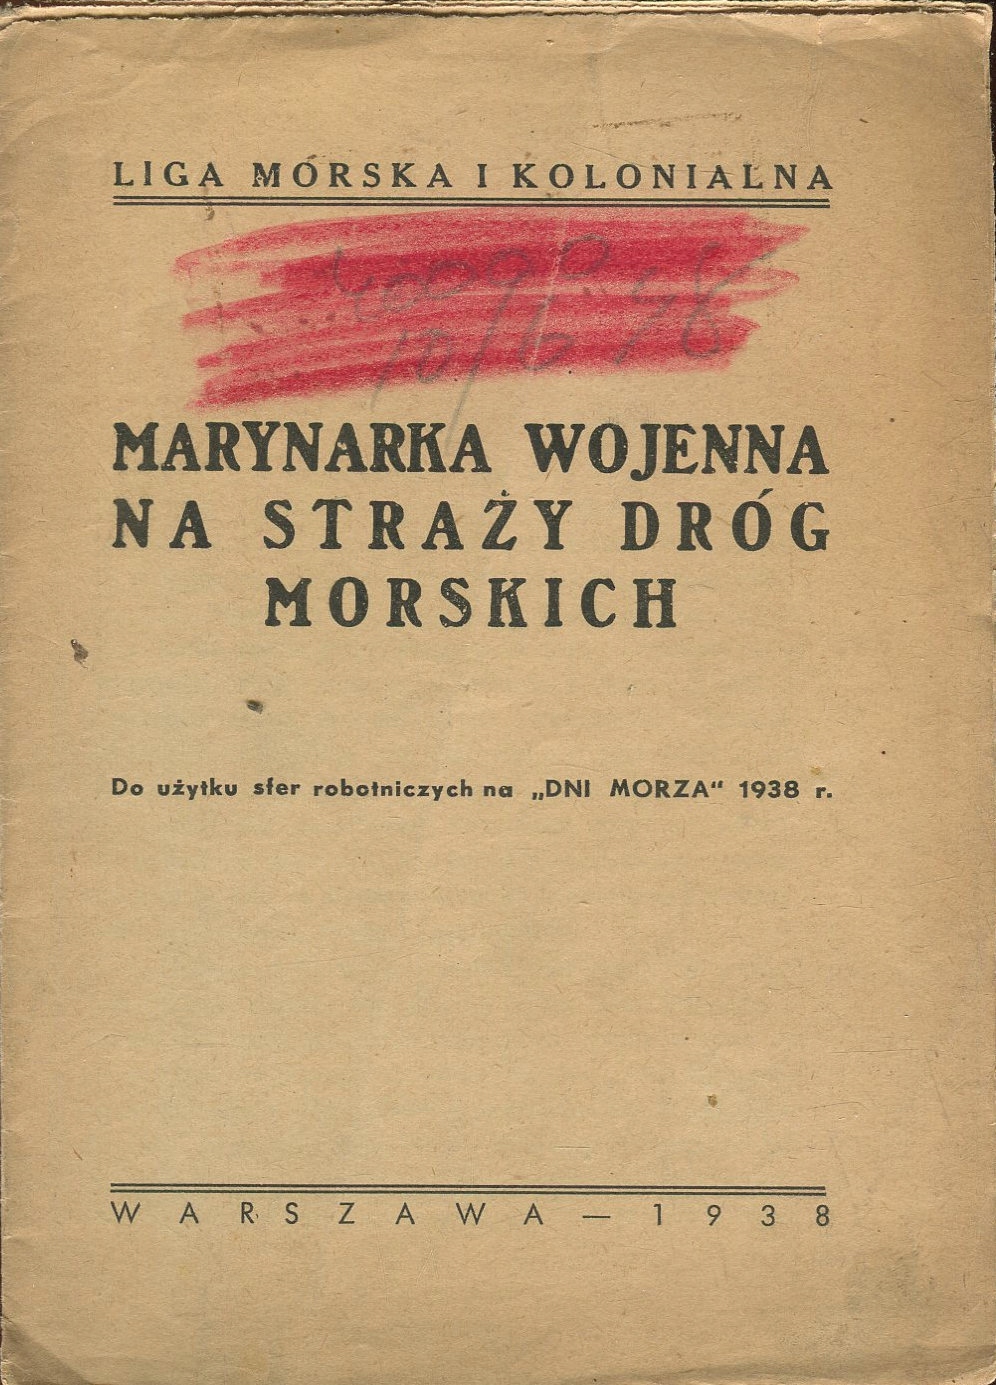 LIGA MORSKA I KOLONIALNA
MARYNARKA WOJENNA
NA STRAŻY DRÓG
MORSKICH
Do użytku sfer robotniczych na „DNI MORZA“ 1938 r.
WARSZAWA — 1938